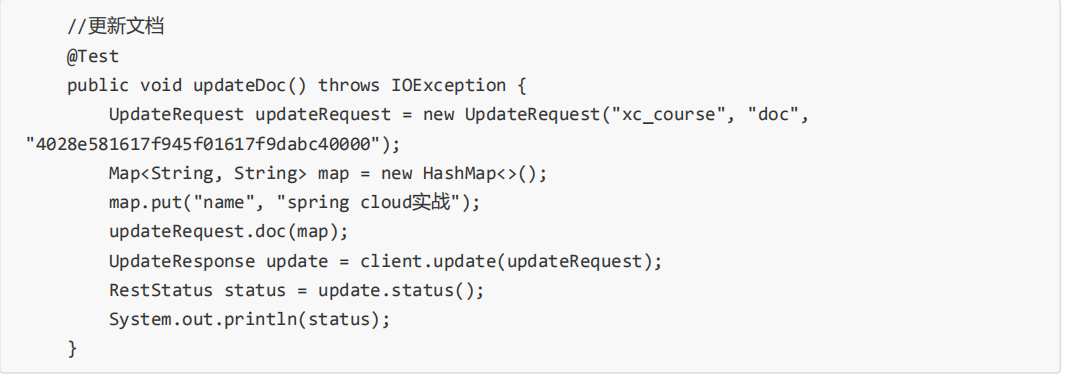 //更新文档
@Test
public void updateDoc() throws IOException {
UpdateRequest updateRequest = new UpdateRequest("xc_course", "doc",
"4028e581617f945f01617f9dabc40000");
Map<String, String> map = new HashMap<>();
map.put("name", "spring cloud实战");
updateRequest.doc(map);
UpdateResponse update = client.update(updateRequest);
RestStatus status = update.status();
System.out.println(status);
}